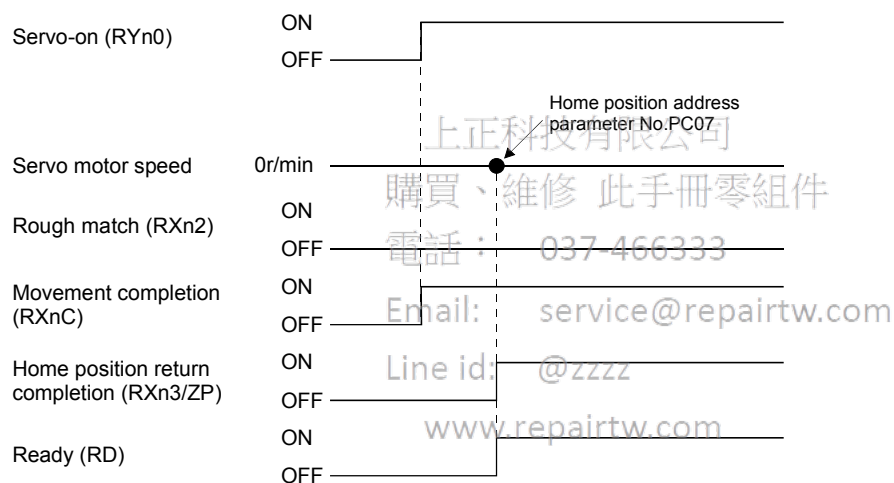 Servo-on (RYn0)
ON
OFF
Home position address
parameter No.PC07
上正科技有限公司
Servo motor speed
0r/min
購買、維修 此手冊零組件
Rough match (RXn2)
ON
OFF
電話： 037-466333
Movement completion
(RXnC)
ON
OFF
Email: service@repairtw.com
Home position return
completion (RXn3/ZP)
ON
OFF
Line id: @zzzz
www.repairtw.com
Ready (RD)
ON
OFF